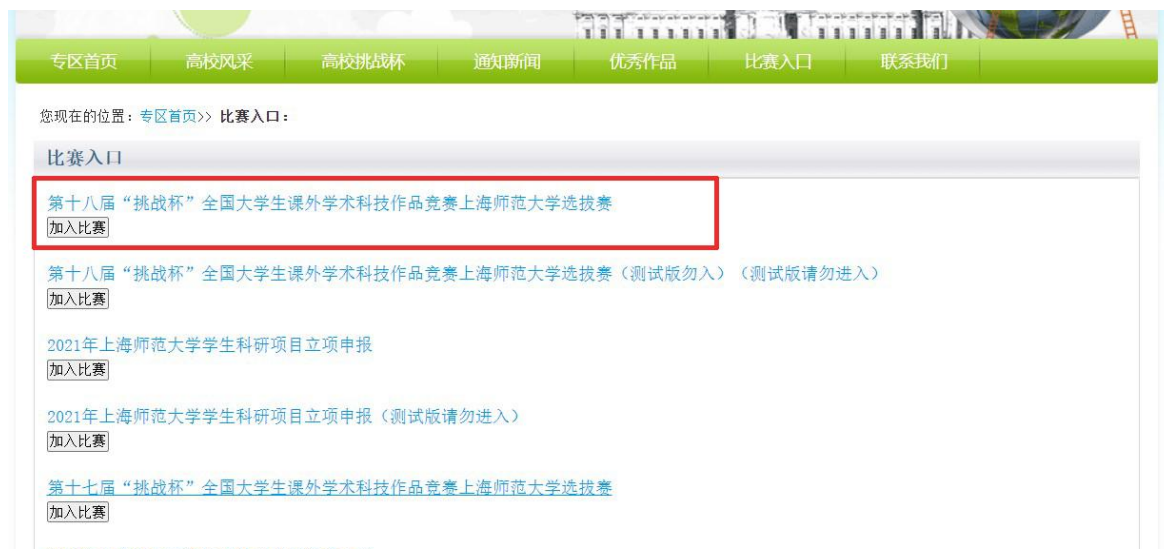 专区首页 高校风采 高校挑战杯 通知新闻 优秀作品 比赛入口 联系我们
您现在的位置：专区首页>> 比赛入口：
比赛入口
第十八届“挑战杯”全国大学生课外学术科技作品竞赛上海师范大学选拔赛
加入比赛
第十八届“挑战杯”全国大学生课外学术科技作品竞赛上海师范大学选拔赛（测试版勿入）（测试版请勿进入）
加入比赛
2021年上海师范大学学生科研项目立项申报
加入比赛
2021年上海师范大学学生科研项目立项申报（测试版请勿进入）
加入比赛
第十七届“挑战杯”全国大学生课外学术科技作品竞赛上海师范大学选拔赛
加入比赛